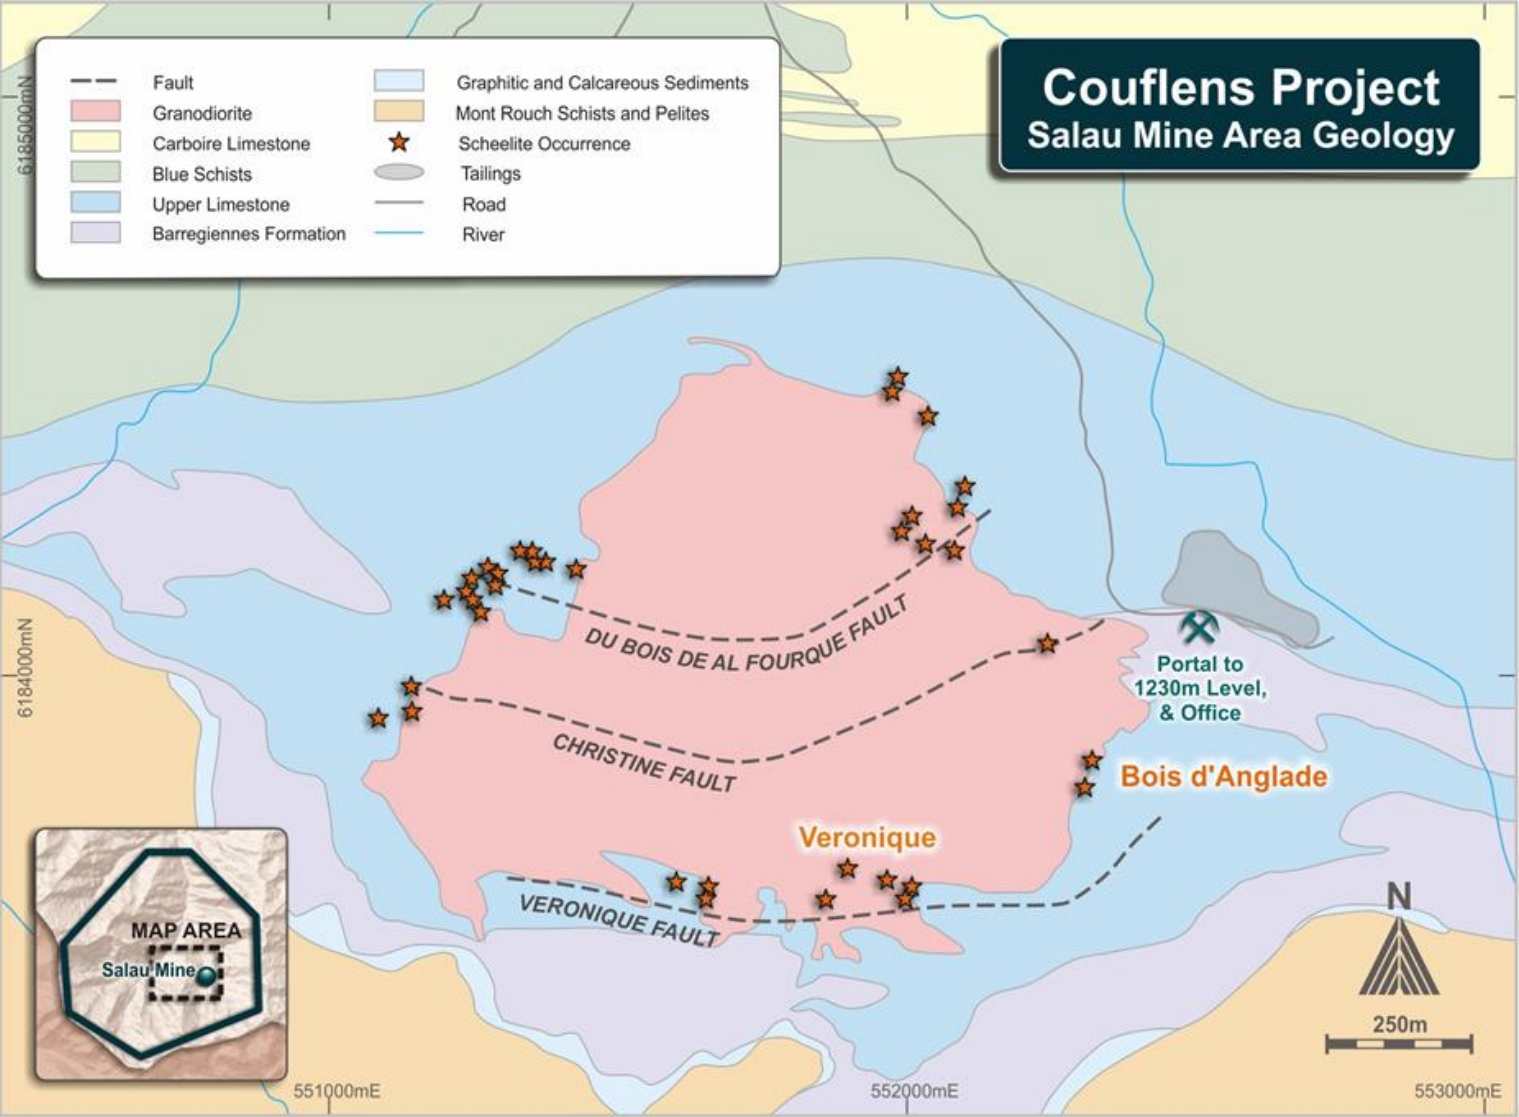 Couflens Project
Salau Mine Area Geology
Fault
Granodiorite
Carboire Limestone
Blue Schists
Upper Limestone
Barregiennes Formation
Graphitic and Calcareous Sediments
Mont Rouch Schists and Pelites
Scheelite Occurrence
Tailings
Road
River
6185000mN
6184000mN
DU BOIS DE AL FOURQUE FAULT
CHRISTINE FAULT
Portal to
1230m Level,
& Office
Bois d'Anglade
Veronique
VERONIQUE FAULT
MAP AREA
Salau Mine
N
250m
551000mE
552000mE
553000mE